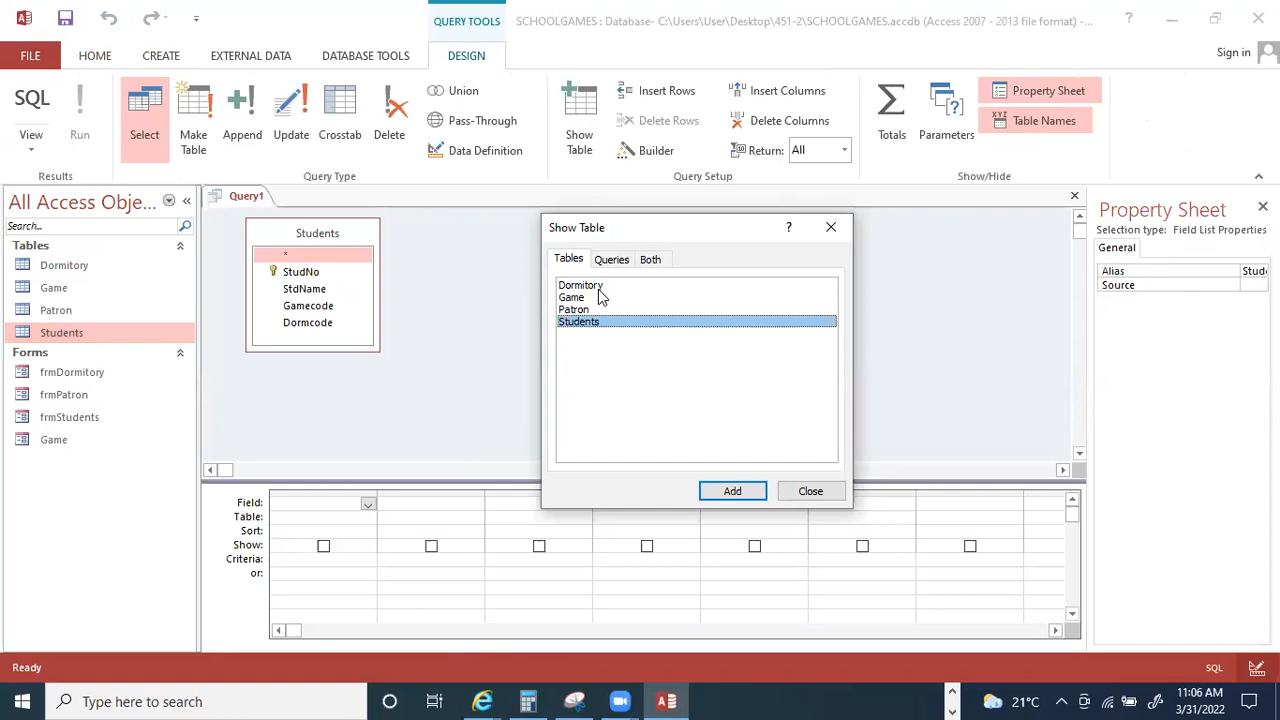 QUERY TOOLS
SCHOOLGAMES : Database- C:\Users\User\Desktop\451-2\SCHOOLGAMES.accdb (Access 2007 - 2013 file format) -...
?
FILE
HOME
CREATE
EXTERNAL DATA
DATABASE TOOLS
DESIGN
Sign in
SQL
View
Run
Results
Select
Make Table
Append
Update
Crosstab
Delete
Union
Pass-Through
Data Definition
Query Type
Show Table
Insert Rows
Delete Rows
Builder
Insert Columns
Delete Columns
Return: All
Query Setup
Totals
Parameters
Property Sheet
XYZ Table Names
Show/Hide
All Access Obje...
Search...
Tables
Dormitory
Game
Patron
Students
Forms
frmDormitory
frmPatron
frmStudents
Game
Query1
Students
*
StudNo
StdName
Gamecode
Dormcode
Show Table
?
Tables
Queries
Both
Dormitory
Game
Patron
Students
Add
Close
Field:
Table:
Sort:
Show:
Criteria:
or:
Property Sheet
Selection type: Field List Properties
General
Alias Stude
Source
Ready
SQL
Type here to search
21°C
11:06 AM
3/31/2022